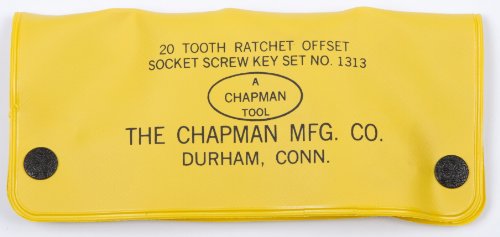 20 TOOTH RATCHET OFFSET
SOCKET SCREW KEY SET NO. 1313
A
CHAPMAN
TOOL
THE CHAPMAN MFG. CO.
DURHAM, CONN.